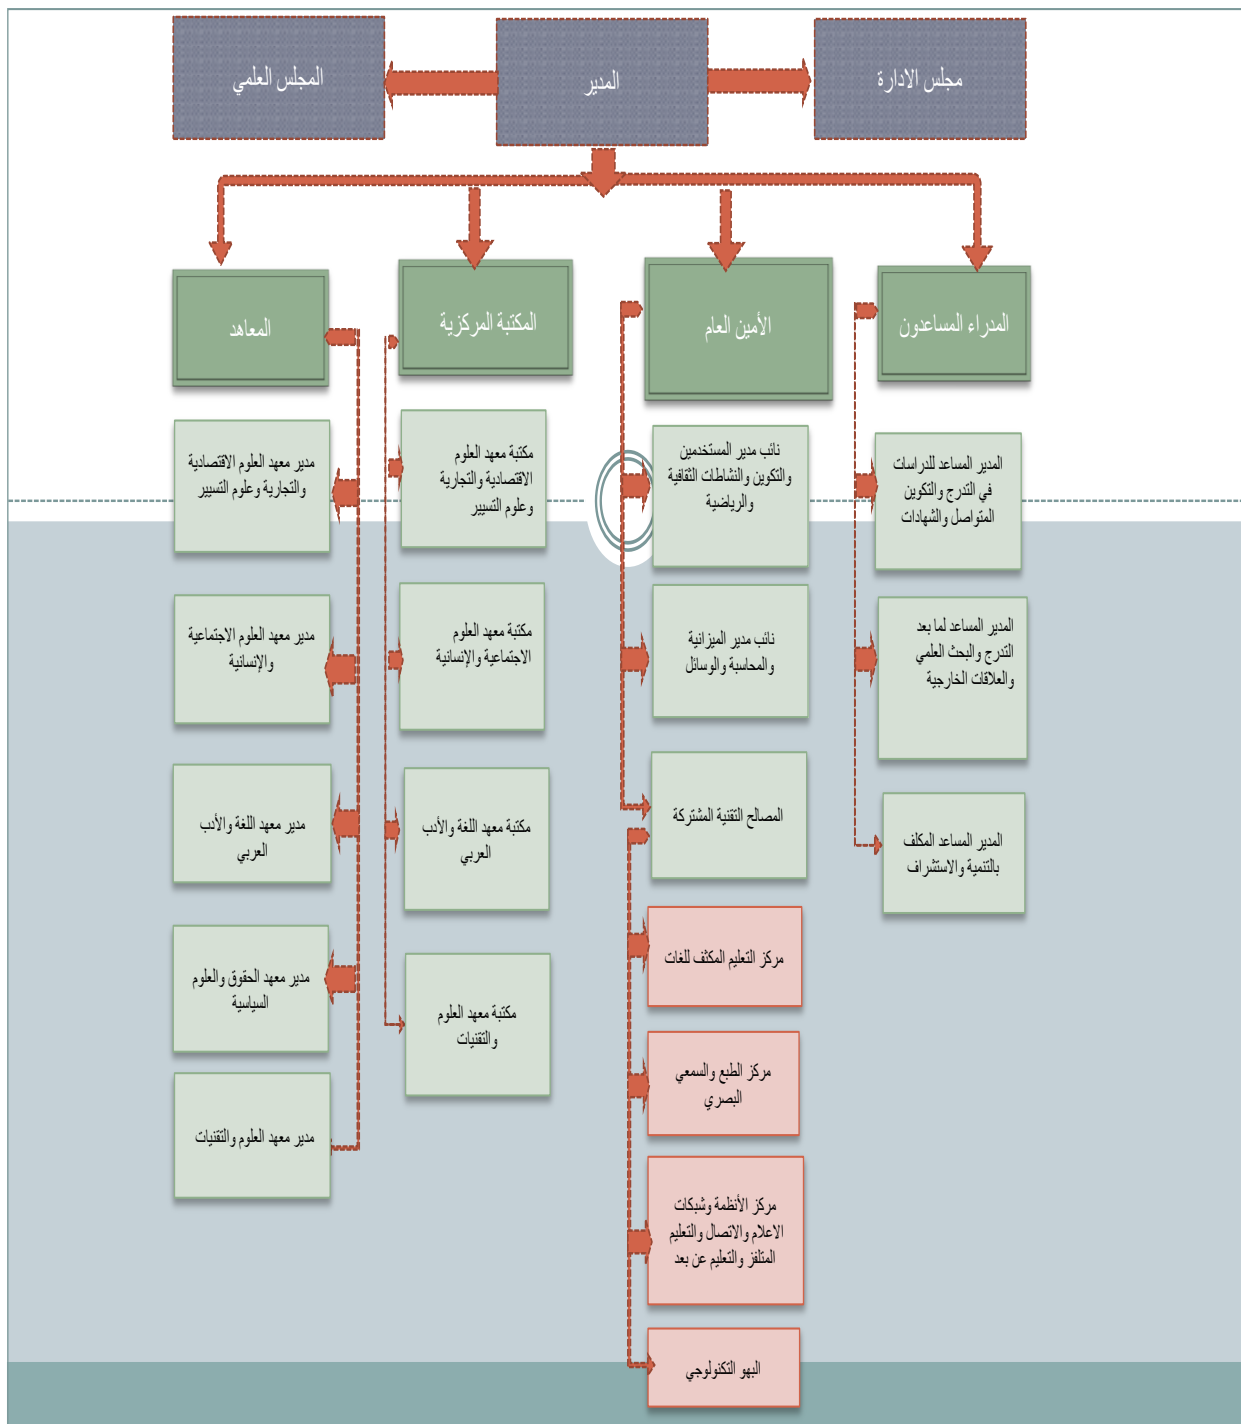 مجلس الادارة
المدير
المجلس العلمي
المدراء المساعدون
الأمين العام
المكتبة المركزية
المعاهد
المدير المساعد للدراسات
في التدرج والتكوين
المتواصل والشهادات
المدير المساعد لما بعد
التدرج والبحث العلمي
والعلاقات الخارجية
المدير المساعد المكلف
بالتنمية والاستشراف
نائب مدير المستخدمين
والتكوين والنشاطات الثقافية
والرياضية
نائب مدير الميزانية
والمحاسبة والوسائل
المصالح التقنية المشتركة
مركز التعليم المكثف للغات
مركز الطبع والسمعي
البصري
مركز الأنظمة وشبكات
الاعلام والاتصال والتعليم
المتلفز والتعليم عن بعد
البهو التكنولوجي
مكتبة معهد العلوم
الاقتصادية والتجارية
وعلوم التسيير
مكتبة معهد العلوم
الاجتماعية والإنسانية
مكتبة معهد اللغة والأدب
العربي
مكتبة معهد العلوم
والتقنيات
مدير معهد العلوم الاقتصادية
والتجارية وعلوم التسيير
مدير معهد العلوم الاجتماعية
والإنسانية
مدير معهد اللغة والأدب
العربي
مدير معهد الحقوق والعلوم
السياسية
مدير معهد العلوم والتقنيات